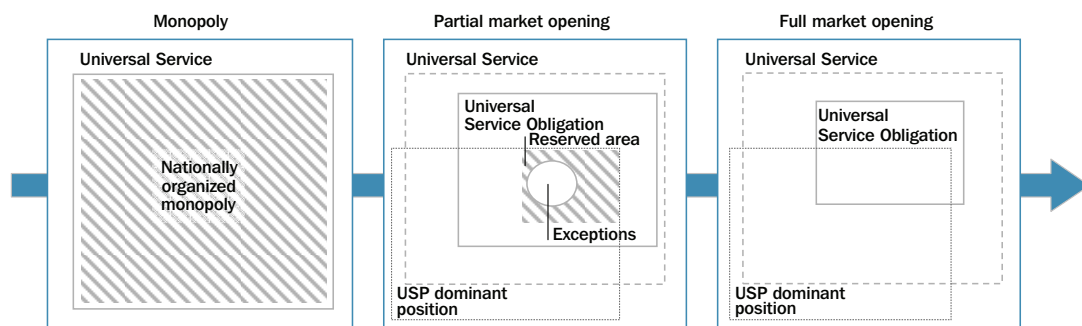 Monopoly
Universal Service
Nationally
organized
monopoly
Partial market opening
Universal Service
Universal
Service Obligation
Reserved area
Exceptions
USP dominant
position
Full market opening
Universal Service
Universal
Service Obligation
USP dominant
position